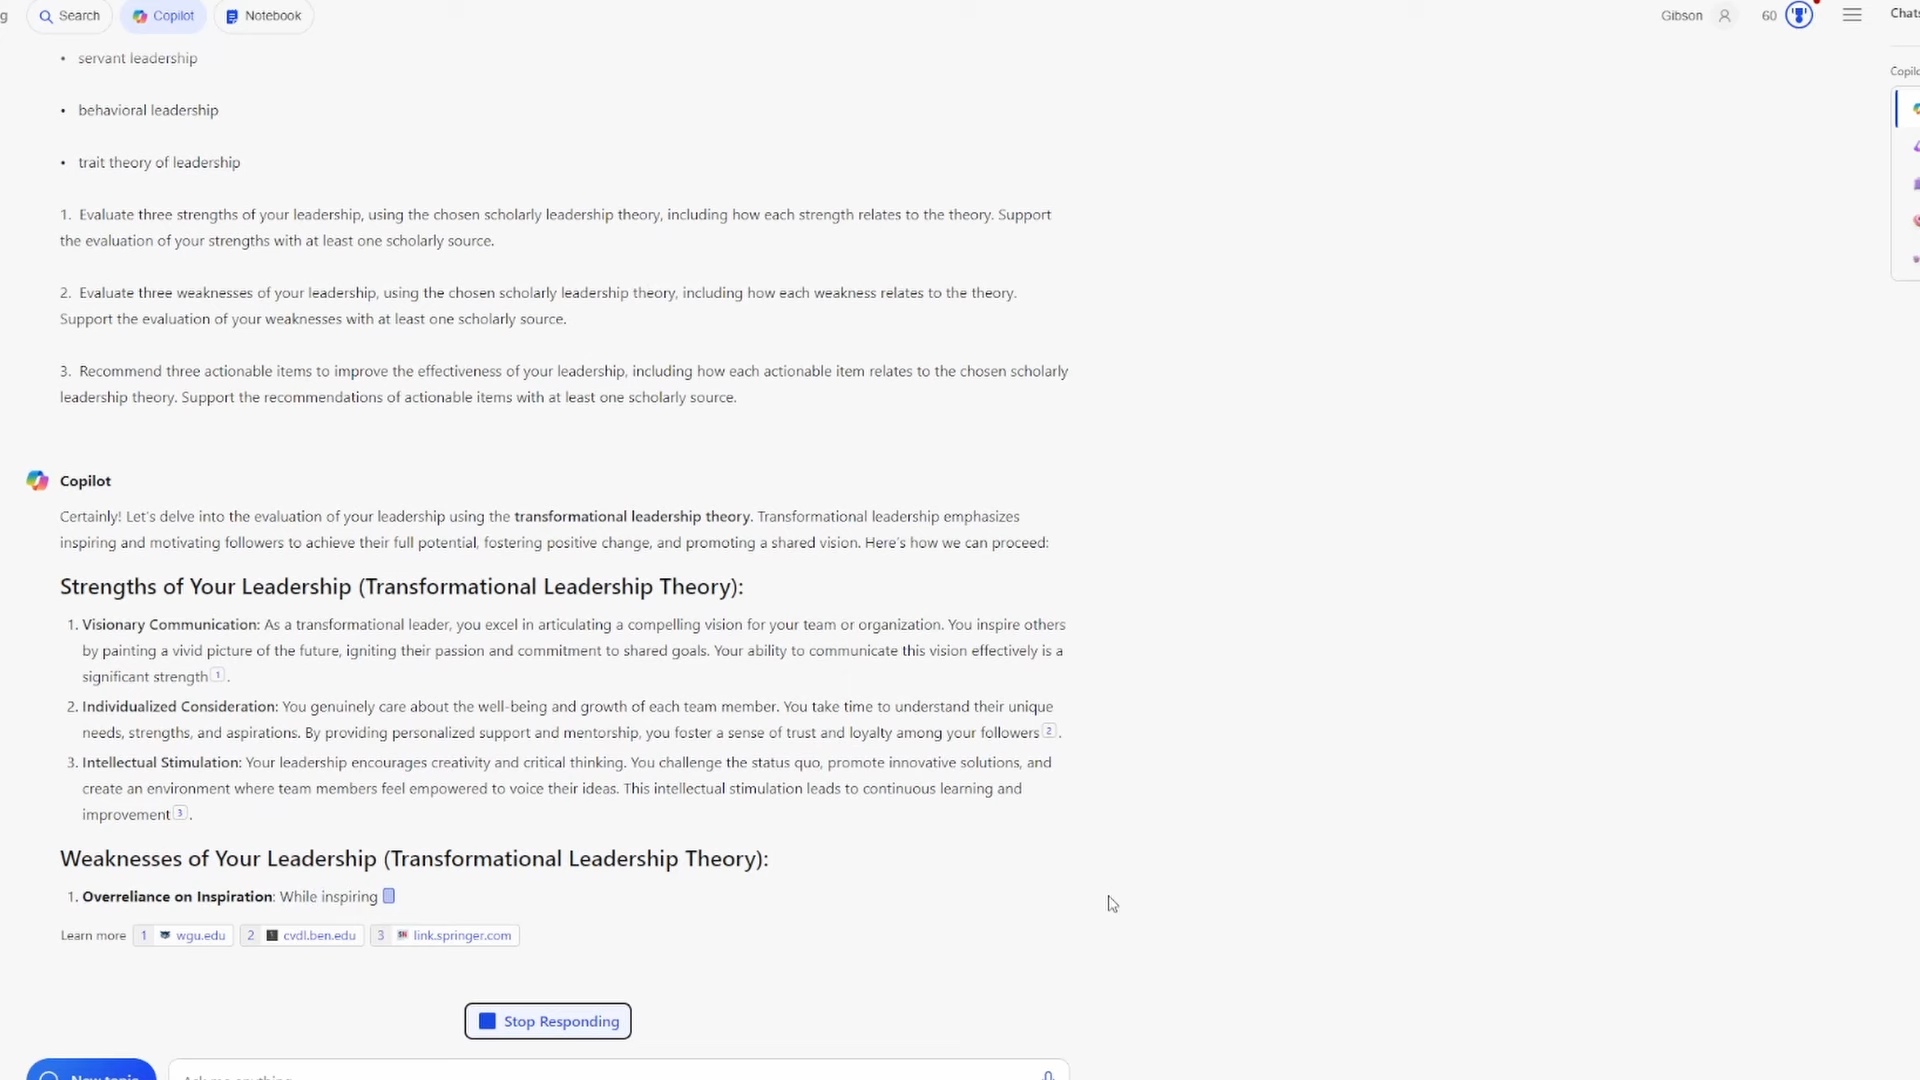 g Search Copilot Notebook Gibson 60 Chats
• servant leadership
Copilo
• behavioral leadership
• trait theory of leadership
1. Evaluate three strengths of your leadership, using the chosen scholarly leadership theory, including how each strength relates to the theory. Support
the evaluation of your strengths with at least one scholarly source.
2. Evaluate three weaknesses of your leadership, using the chosen scholarly leadership theory, including how each weakness relates to the theory.
Support the evaluation of your weaknesses with at least one scholarly source.
3. Recommend three actionable items to improve the effectiveness of your leadership, including how each actionable item relates to the chosen scholarly
leadership theory. Support the recommendations of actionable items with at least one scholarly source.
Copilot
Certainly! Let's delve into the evaluation of your leadership using the transformational leadership theory. Transformational leadership emphasizes
inspiring and motivating followers to achieve their full potential, fostering positive change, and promoting a shared vision. Here's how we can proceed:
Strengths of Your Leadership (Transformational Leadership Theory):
1. Visionary Communication: As a transformational leader, you excel in articulating a compelling vision for your team or organization. You inspire others
by painting a vivid picture of the future, igniting their passion and commitment to shared goals. Your ability to communicate this vision effectively is a
significant strength 1 .
2. Individualized Consideration: You genuinely care about the well-being and growth of each team member. You take time to understand their unique
needs, strengths, and aspirations. By providing personalized support and mentorship, you foster a sense of trust and loyalty among your followers 2 .
3. Intellectual Stimulation: Your leadership encourages creativity and critical thinking. You challenge the status quo, promote innovative solutions, and
create an environment where team members feel empowered to voice their ideas. This intellectual stimulation leads to continuous learning and
improvement 3 .
Weaknesses of Your Leadership (Transformational Leadership Theory):
1. Overreliance on Inspiration: While inspiring
Learn more 1 wgu.edu 2 cvdl.ben.edu 3 link.springer.com
Stop Responding
New topic Ask me anything